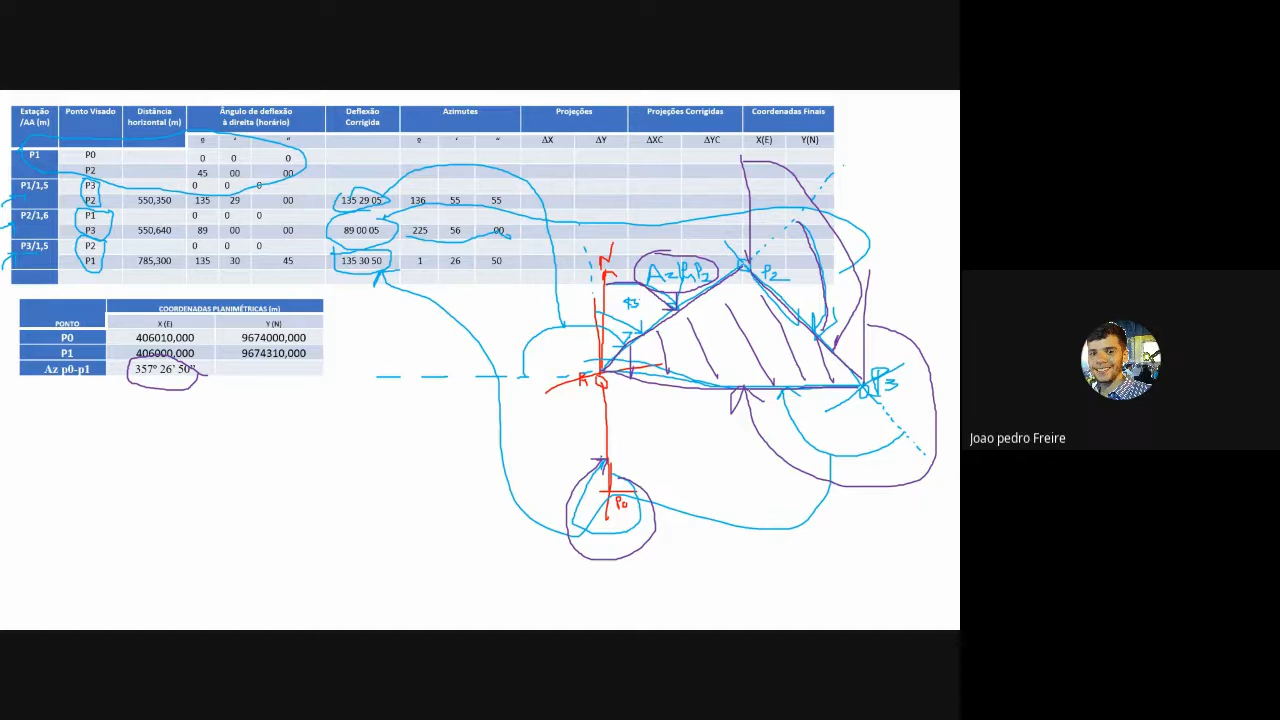 Estação /AA (m) Ponto Visado Distância horizontal (m) Ângulo de deflexão à direita (horário) Deflexão Corrigida Azimutes Projeções Projeções Corrigidas Coordenadas Finais
º ‘ “ º ‘ “ ΔX ΔY ΔXC ΔYC X(E) Y(N)
P1 P0 0 0 0
P2 45 00 00
P1/1,5 P3 0 0 0
P2 550,350 135 29 00 135 29 05 136 55 55
P2/1,6 P1 0 0 0
P3 550,640 89 00 00 89 00 05 225 56 00
P3/1,5 P2 0 0 0
P1 785,300 135 30 45 135 30 50 1 26 50
N
Az P1P2
45
P2
P1
P3
P0
PONTO COORDENADAS PLANIMÉTRICAS (m)
X (E) Y (N)
P0 406010,000 9674000,000
P1 406000,000 9674310,000
Az p0-p1 357º 26’ 50”
Joao pedro Freire